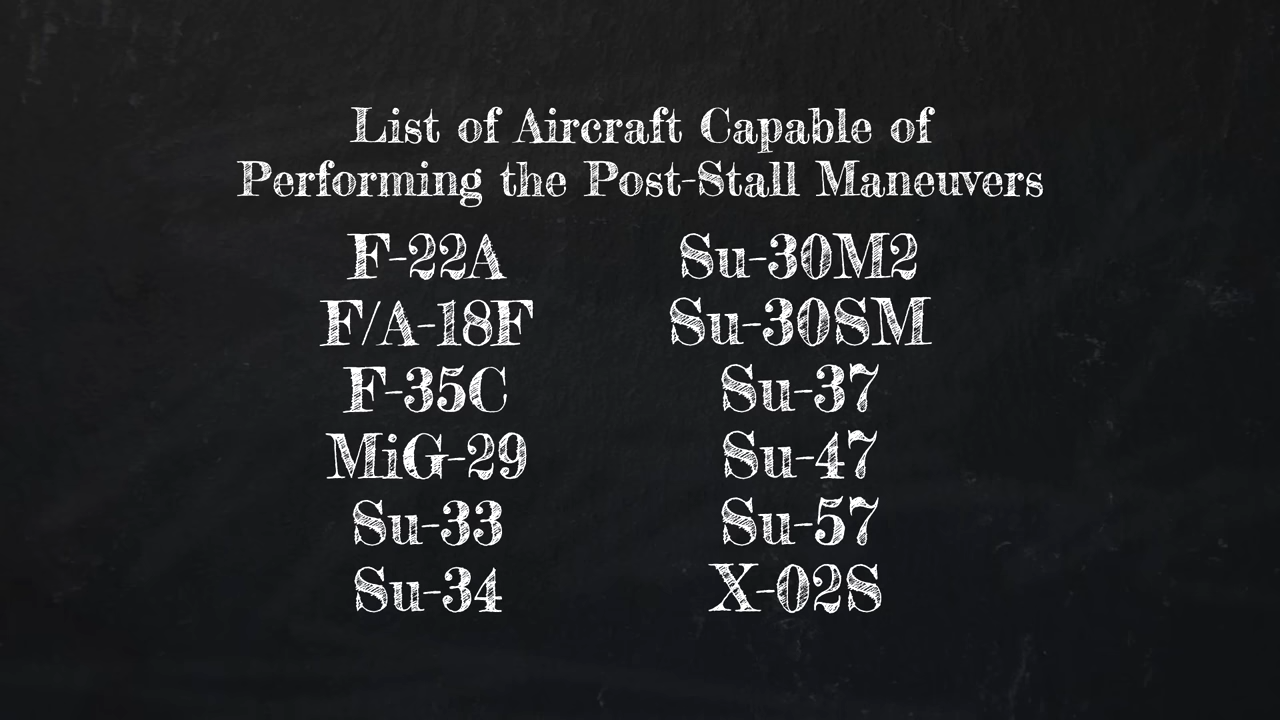 List of Aircraft Capable of
Performing the Post-Stall Maneuvers
F-22A
F/A-18F
F-35C
MiG-29
Su-33
Su-34
Su-30M2
Su-30SM
Su-37
Su-47
Su-57
X-02S